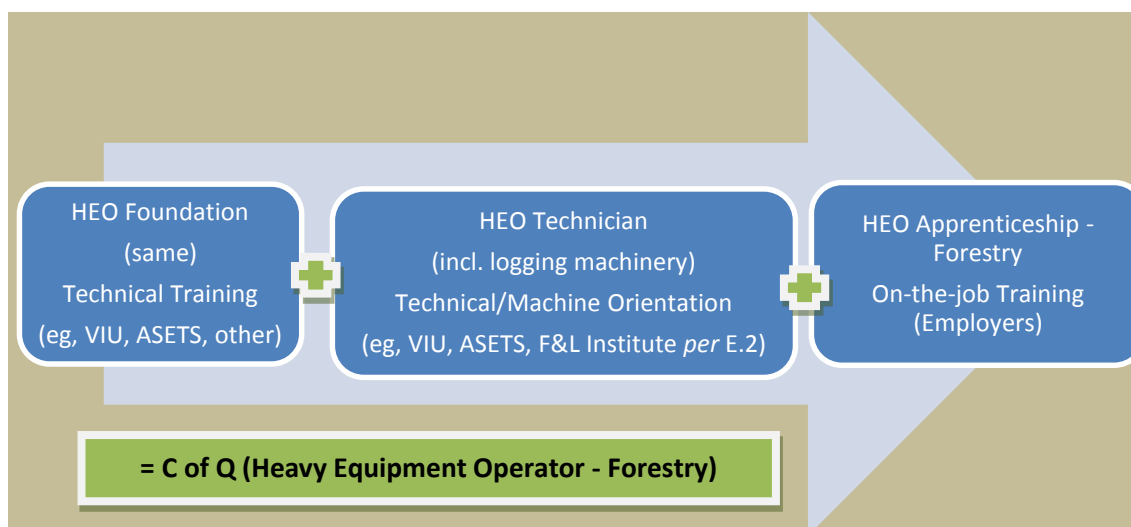 HEO Foundation
(same)
Technical Training
(eg, VIU, ASETS, other)
HEO Technician
(incl. logging machinery)
Technical/Machine Orientation
(eg, VIU, ASETS, F&L Institute per E.2)
HEO Apprenticeship -
Forestry
On-the-job Training
(Employers)
= C of Q (Heavy Equipment Operator - Forestry)